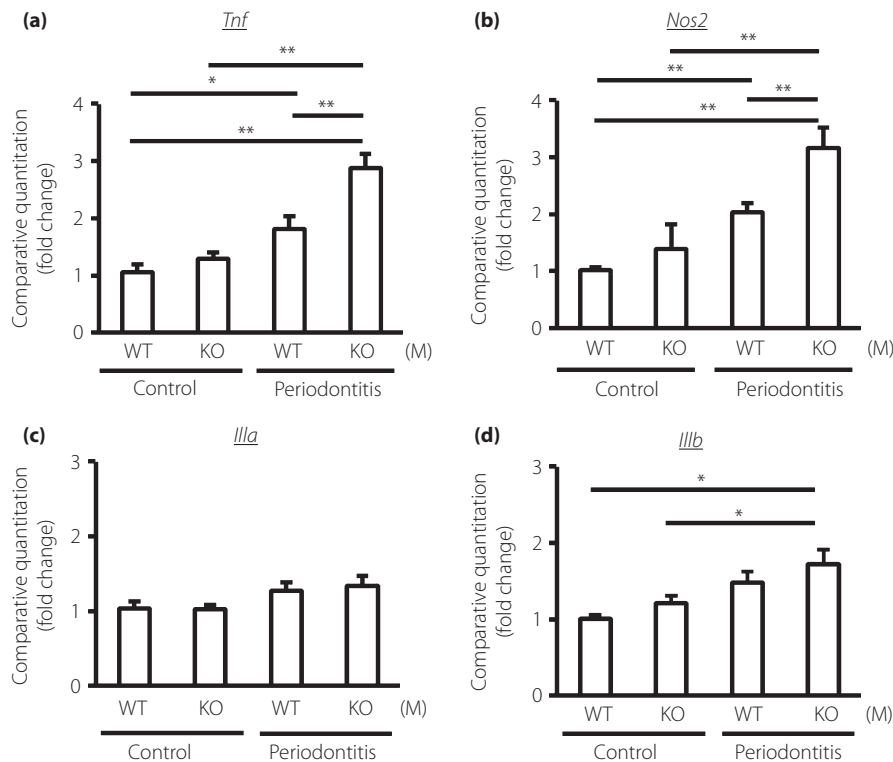 (a)
Tnf
**
*
**
**
Comparative quantitation
(fold change)
4
3
2
1
0
WT KO WT KO (M)
Control Periodontitis
(b)
Nos2
**
**
**
**
Comparative quantitation
(fold change)
4
3
2
1
0
WT KO WT KO (M)
Control Periodontitis
(c)
Illa
Comparative quantitation
(fold change)
3
2
1
0
WT KO WT KO (M)
Control Periodontitis
(d)
Illb
*
*
Comparative quantitation
(fold change)
3
2
1
0
WT KO WT KO (M)
Control Periodontitis